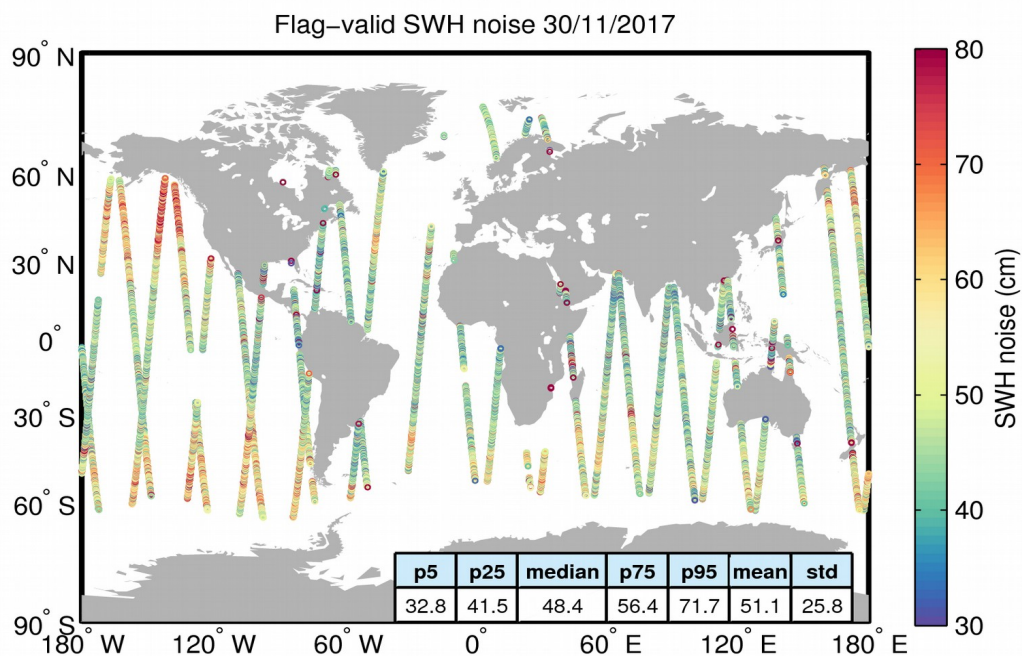 Flag−valid SWH noise 30/11/2017
90° N
60° N
30° N
0°
30° S
60° S
90° S
180° W
120° W
60° W
0°
60° E
120° E
180° E
80
70
60
50
40
30
SWH noise (cm)
p5 p25 median p75 p95 mean std
32.8 41.5 48.4 56.4 71.7 51.1 25.8